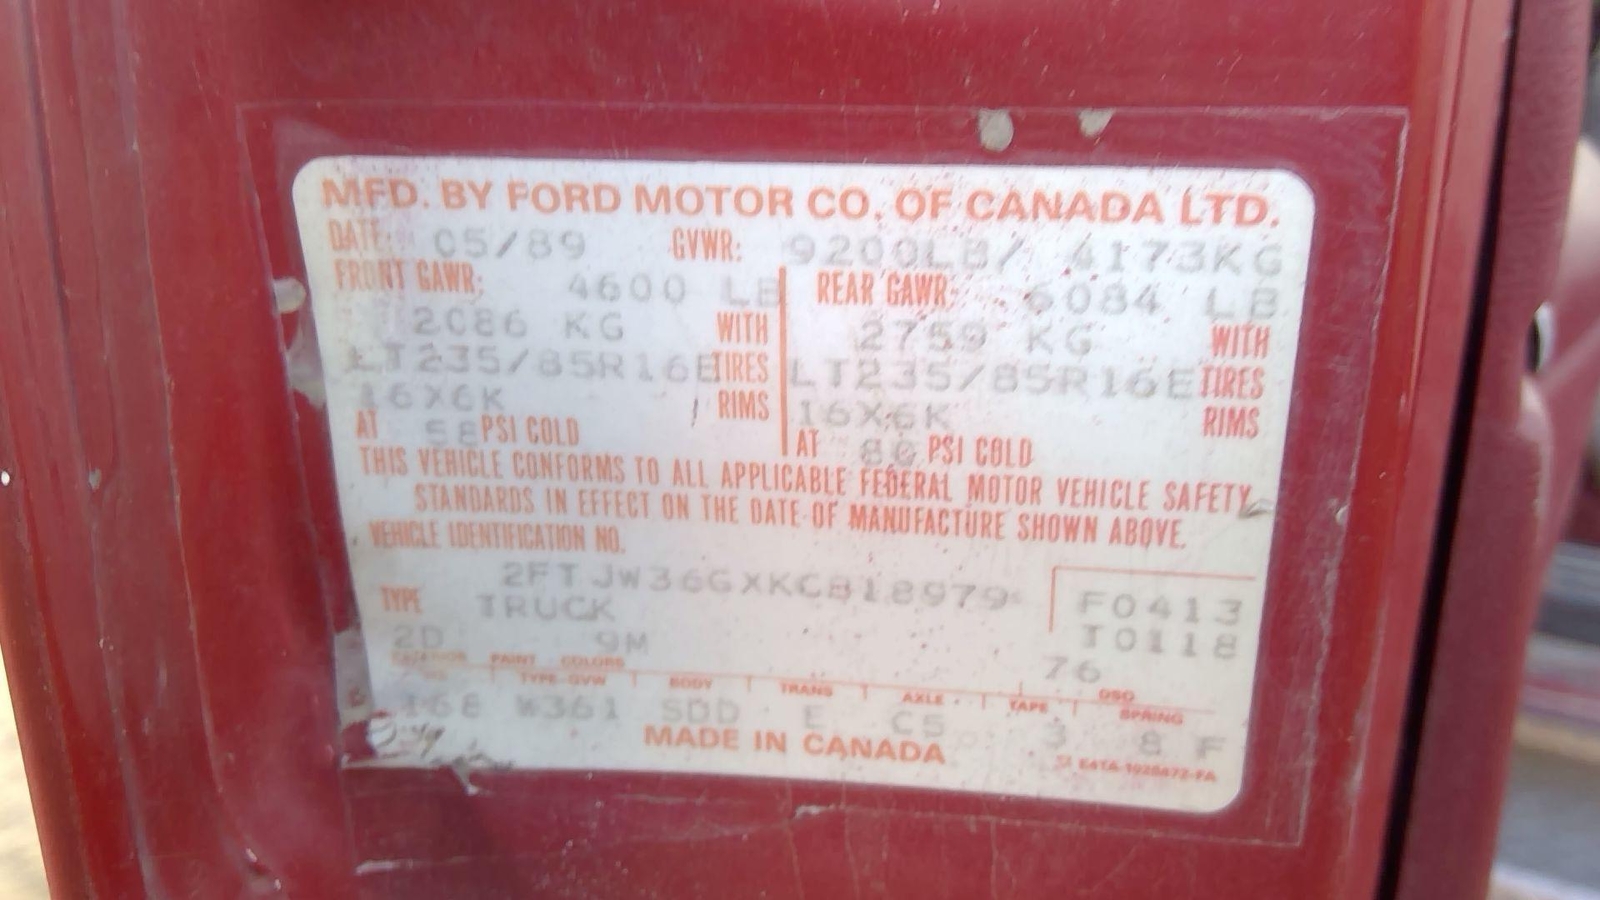 MFD. BY FORD MOTOR CO. OF CANADA LTD.
DATE: 05/89 GVWR: 9200LB/ 4173KG
FRONT GAWR: 4600 LB REAR GAWR: 6084 LB
2086 KG WITH 2759 KG WITH
LT235/85R16E TIRES LT235/85R16E TIRES
16X6K RIMS 16X6K RIMS
AT 58 PSI COLD AT 80 PSI COLD
THIS VEHICLE CONFORMS TO ALL APPLICABLE FEDERAL MOTOR VEHICLE SAFETY
STANDARDS IN EFFECT ON THE DATE OF MANUFACTURE SHOWN ABOVE.
VEHICLE IDENTIFICATION NO.
2FTJW36GXKCB18979 F0413
TYPE TRUCK T0118
2D 9M 76
EXTERIOR PAINT COLORS DSO
TYPE-GVW BODY TRANS AXLE TAPE SPRING
168 W361 SDD E C5 3 8 F
MADE IN CANADA